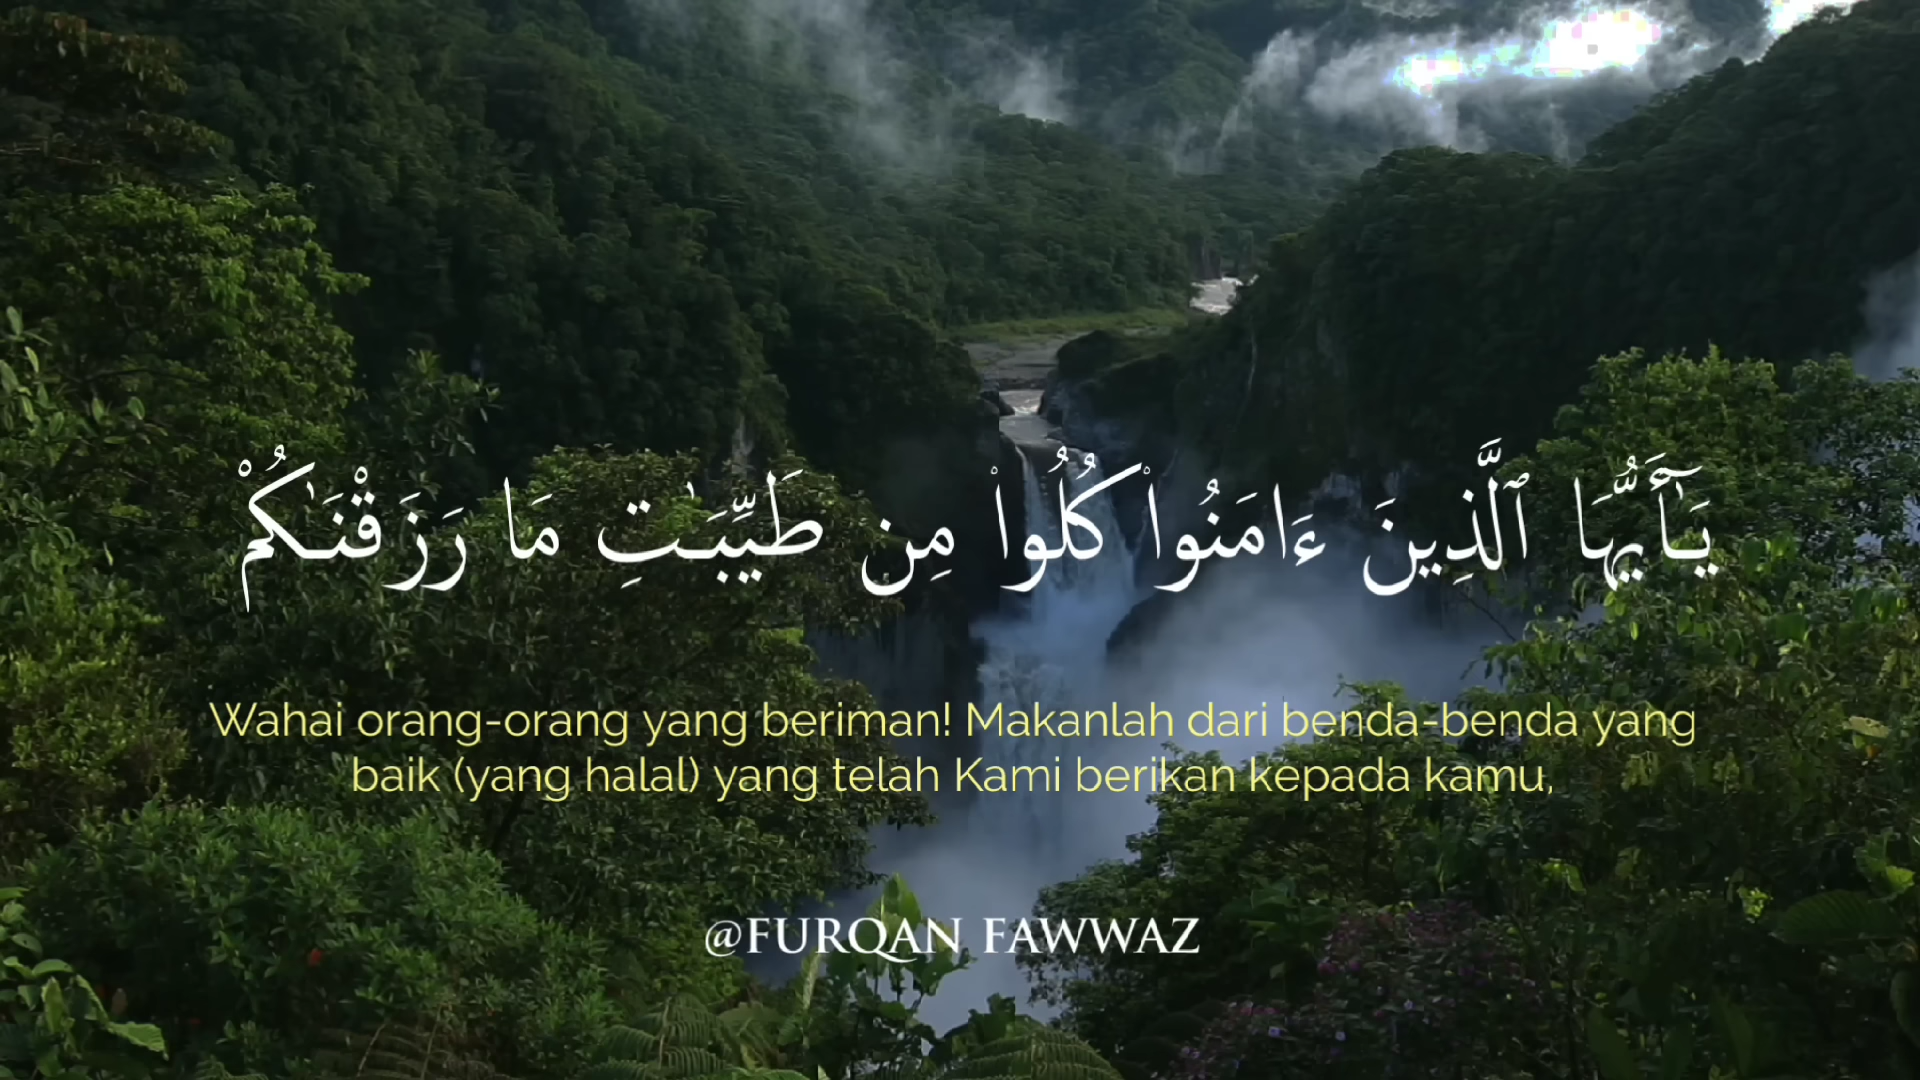 يَـٰٓأَيُّهَا ٱلَّذِينَ ءَامَنُوا۟ كُلُوا۟ مِن طَيِّبَـٰتِ مَا رَزَقْنَـٰكُمْ
Wahai orang-orang yang beriman! Makanlah dari benda-benda yang
baik (yang halal) yang telah Kami berikan kepada kamu,
@FURQAN FAWWAZ